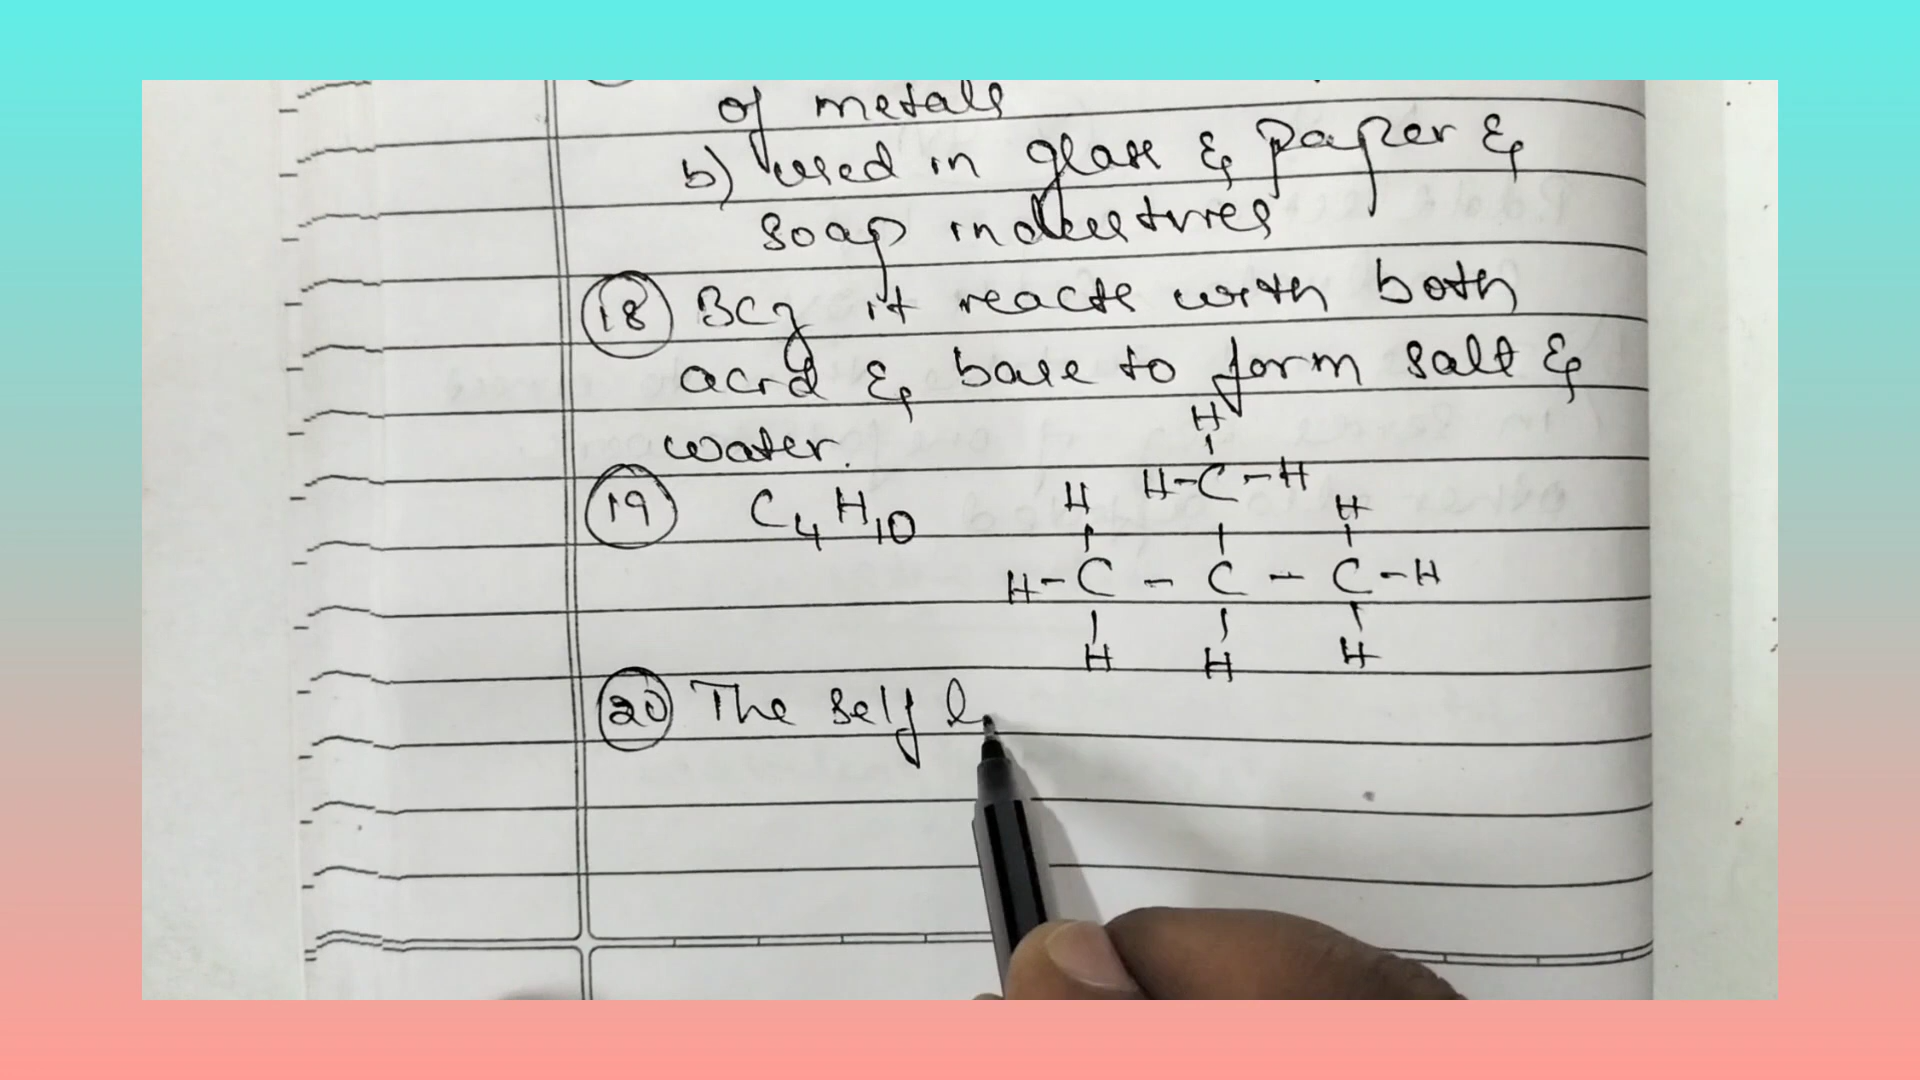 of metals
b) used in glass & paper &
soap industries
18 Bcz it reacts with both
acid & base to form salt &
water.
19 C4H10
H
H-C-H
H H
H-C-C-C-H
H H H
20 The self l